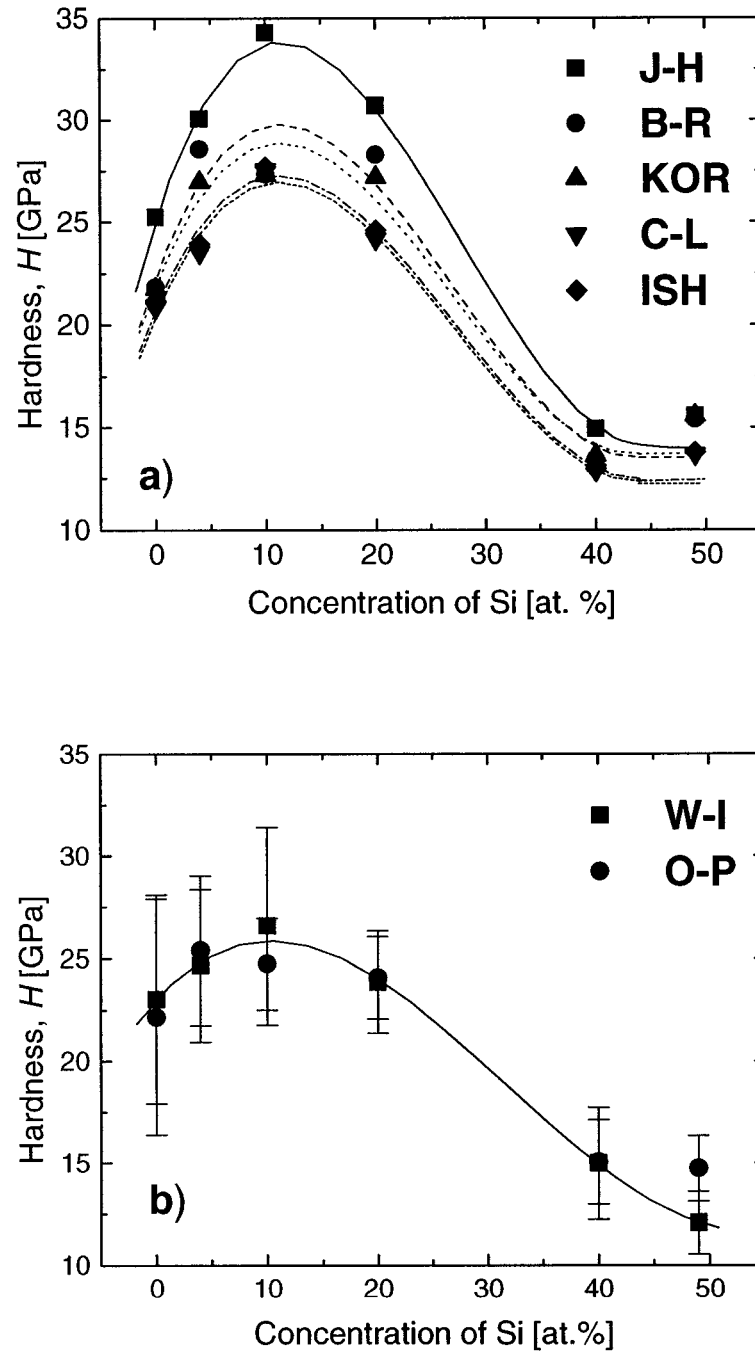 35
30
25
20
15
10
Hardness, H [GPa]
J-H
B-R
KOR
C-L
ISH
a)
0 10 20 30 40 50
Concentration of Si [at. %]
35
30
25
20
15
10
Hardness, H [GPa]
W-I
O-P
b)
0 10 20 30 40 50
Concentration of Si [at.%]